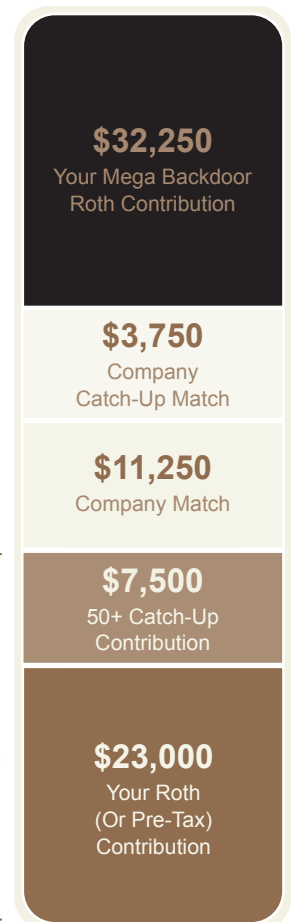 $32,250
Your Mega Backdoor
Roth Contribution
$3,750
Company
Catch-Up Match
$11,250
Company Match
$7,500
50+ Catch-Up
Contribution
$23,000
Your Roth
(Or Pre-Tax)
Contribution